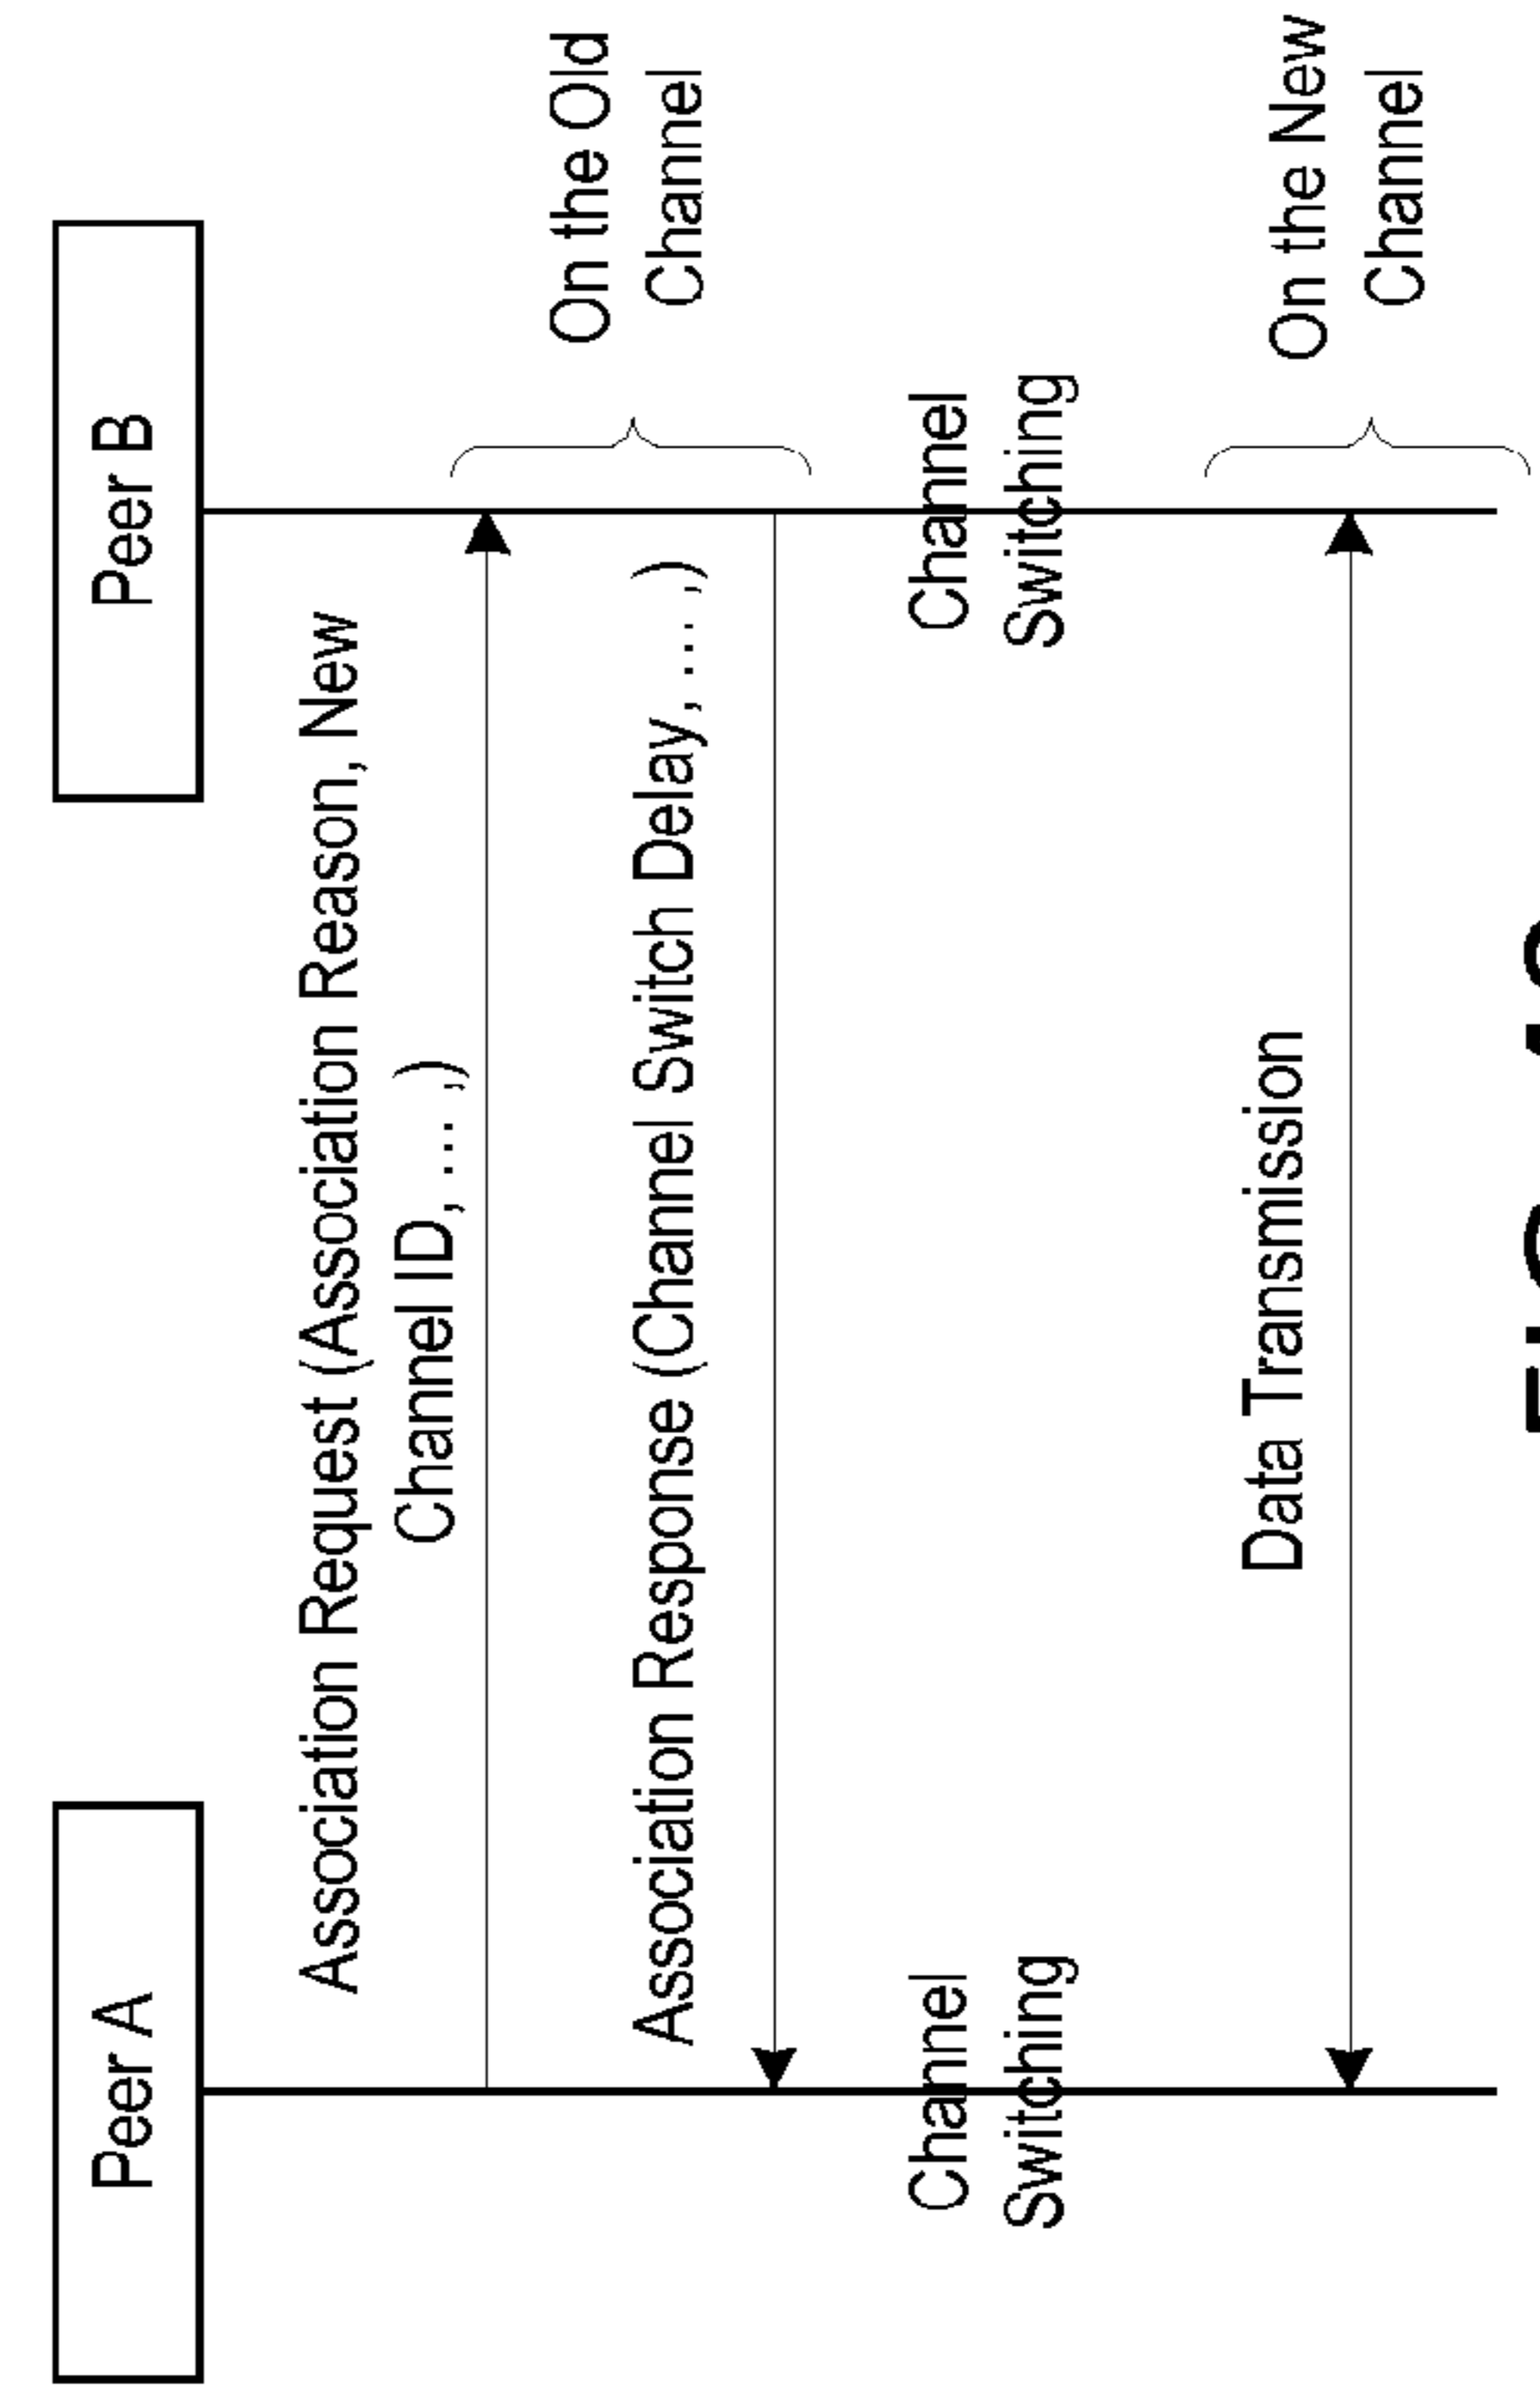 Peer A
Peer B
Association Request (Association Reason, New
Channel ID, ... ,)
On the Old
Channel
Association Response (Channel Switch Delay, ... ,)
Channel
Switching
Channel
Switching
Data Transmission
On the New
Channel